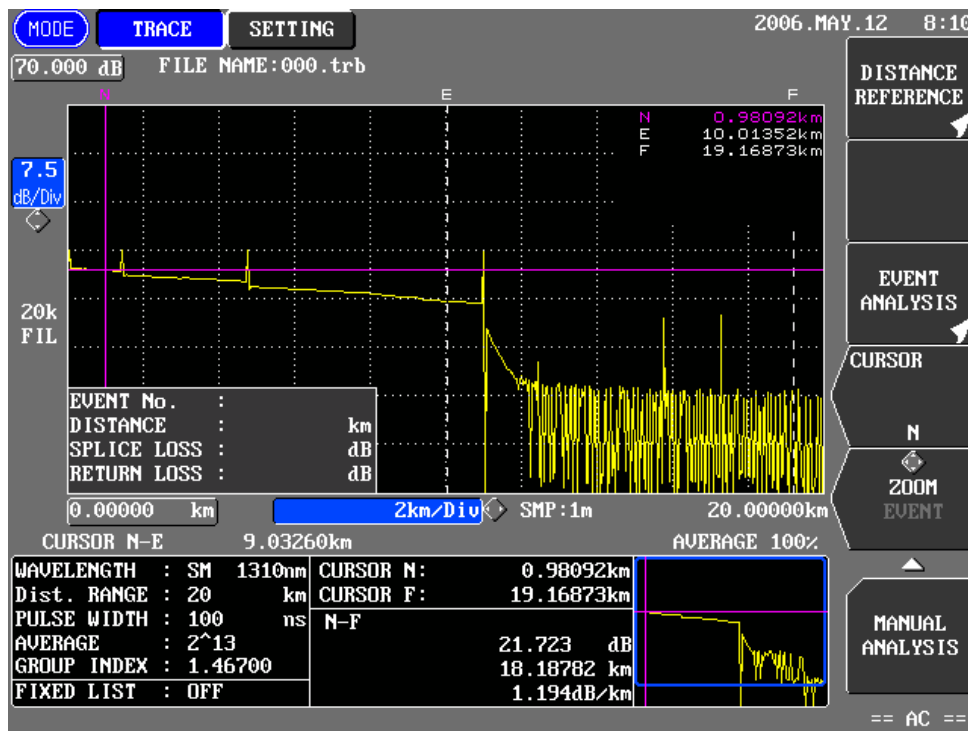 MODE TRACE SETTING 2006.MAY.12 8:10
70.000 dB FILE NAME:000.trb
DISTANCE
REFERENCE
N E F
N 0.98092km
E 10.01352km
F 19.16873km
7.5
dB/Div
20k
FIL
EVENT
ANALYSIS
CURSOR
N
EVENT No. :
DISTANCE : km
SPLICE LOSS : dB
RETURN LOSS : dB
ZOOM
EVENT
0.00000 km 2km/Div SMP:1m 20.00000km
CURSOR N-E 9.03260km AVERAGE 100%
WAVELENGTH : SM 1310nm
Dist. RANGE : 20 km
PULSE WIDTH : 100 ns
AVERAGE : 2^13
GROUP INDEX : 1.46700
FIXED LIST : OFF
CURSOR N: 0.98092km
CURSOR F: 19.16873km
N-F
21.723 dB
18.18782 km
1.194dB/km
MANUAL
ANALYSIS
== AC ==